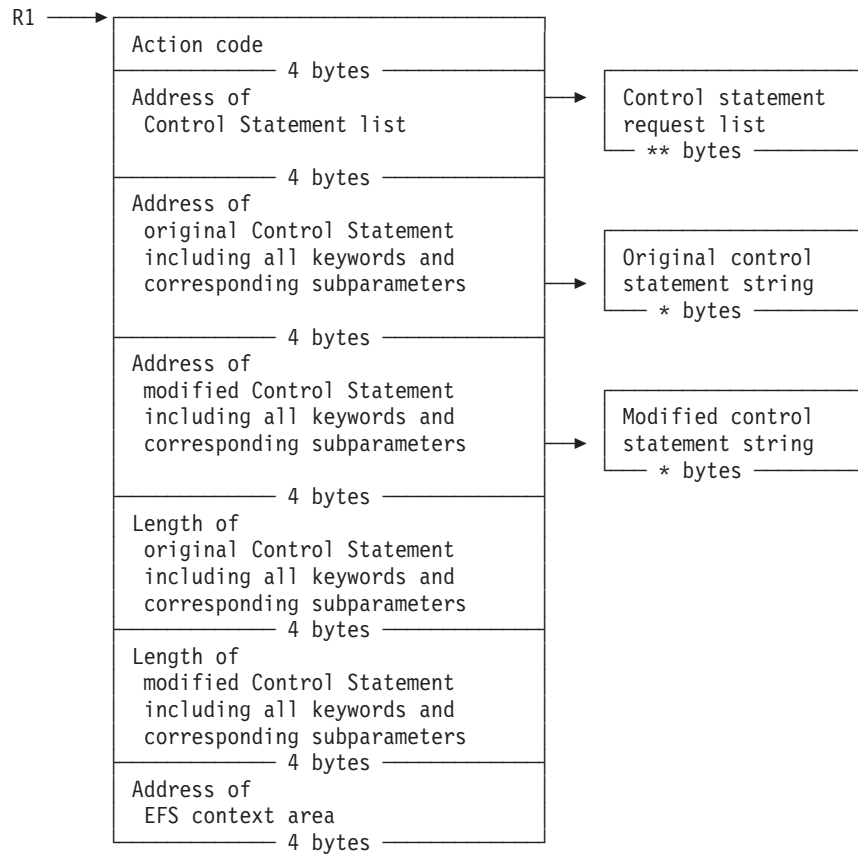 R1
Action code
4 bytes
Address of
Control Statement list
Control statement
request list
** bytes
4 bytes
Address of
original Control Statement
including all keywords and
corresponding subparameters
Original control
statement string
* bytes
4 bytes
Address of
modified Control Statement
including all keywords and
corresponding subparameters
Modified control
statement string
* bytes
4 bytes
Length of
original Control Statement
including all keywords and
corresponding subparameters
4 bytes
Length of
modified Control Statement
including all keywords and
corresponding subparameters
4 bytes
Address of
EFS context area
4 bytes